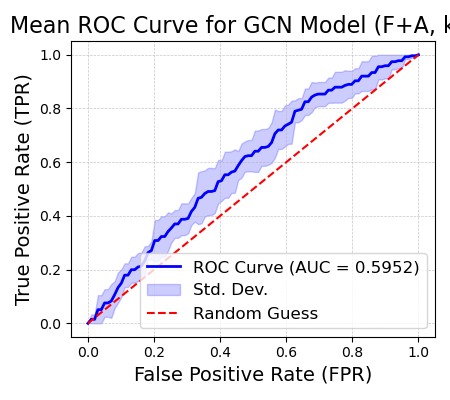 Mean ROC Curve for GCN Model (F+A, k
True Positive Rate (TPR)
1.0
0.8
0.6
0.4
0.2
0.0
ROC Curve (AUC = 0.5952)
Std. Dev.
Random Guess
0.0 0.2 0.4 0.6 0.8 1.0
False Positive Rate (FPR)